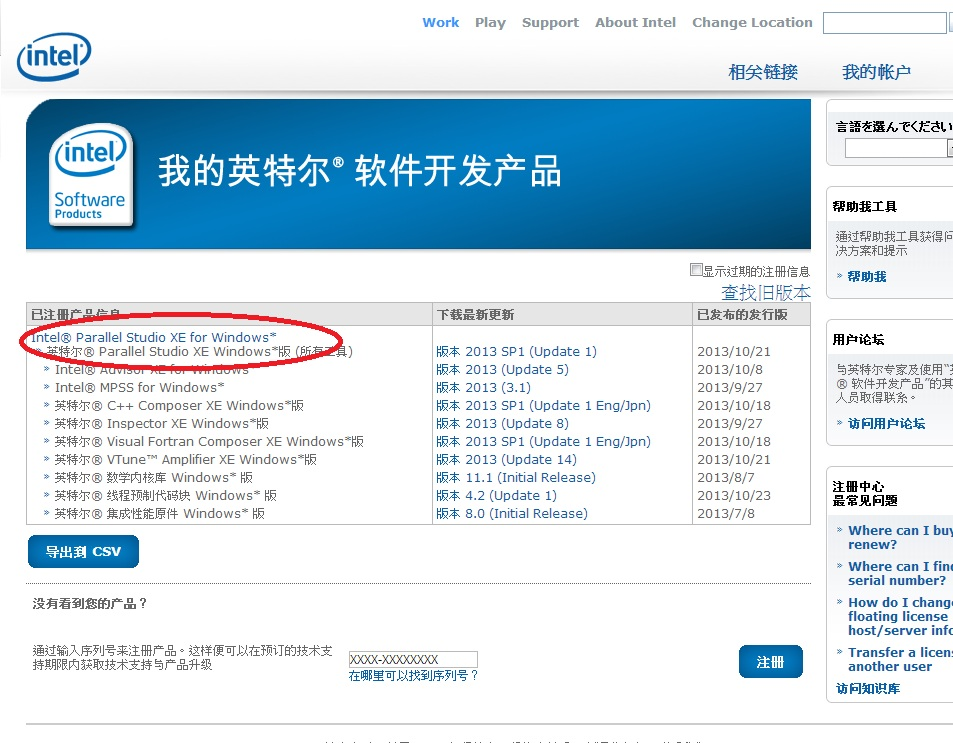 Work Play Support About Intel Change Location
intel
相关链接 我的帐户
intel
Software
Products
我的英特尔® 软件开发产品
显示过期的注册信息
查找旧版本
已注册产品信息 下载最新更新 已发布的发行版
Intel® Parallel Studio XE for Windows*
» 英特尔® Parallel Studio XE Windows*版 (所有工具) 版本 2013 SP1 (Update 1) 2013/10/21
» Intel® Advisor XE for Windows* 版本 2013 (Update 5) 2013/10/8
» Intel® MPSS for Windows* 版本 2013 (3.1) 2013/9/27
» 英特尔® C++ Composer XE Windows*版 版本 2013 SP1 (Update 1 Eng/Jpn) 2013/10/18
» 英特尔® Inspector XE Windows*版 版本 2013 (Update 8) 2013/9/27
» 英特尔® Visual Fortran Composer XE Windows*版 版本 2013 SP1 (Update 1 Eng/Jpn) 2013/10/18
» 英特尔® VTune™ Amplifier XE Windows*版 版本 2013 (Update 14) 2013/10/21
» 英特尔® 数学内核库 Windows* 版 版本 11.1 (Initial Release) 2013/8/7
» 英特尔® 线程预制代码块 Windows* 版 版本 4.2 (Update 1) 2013/10/23
» 英特尔® 集成性能原件 Windows* 版 版本 8.0 (Initial Release) 2013/7/8
导出到 CSV
没有看到您的产品？
通过输入序列号来注册产品。这样便可以在预订的技术支
持期限内获取技术支持与产品升级
XXXX-XXXXXXXX
在哪里可以找到序列号？
注册
言語を選んでください
帮助我工具
通过帮助我工具获得问
决方案和提示
» 帮助我
用户论坛
与英特尔专家及使用“英
® 软件开发产品”的其
人员取得联系。
» 访问用户论坛
注册中心
最常见问题
» Where can I buy
renew?
» Where can I find
serial number?
» How do I change
floating license
host/server info
» Transfer a licens
another user
访问知识库